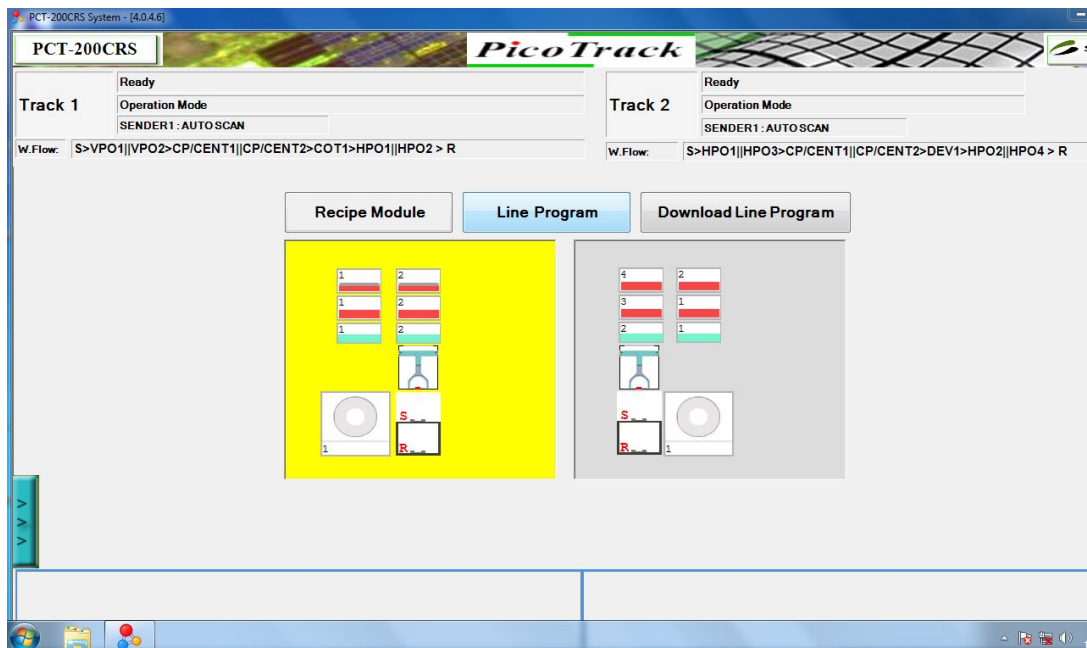 PCT-200CRS System - [4.0.4.6]
PCT-200CRS
PicoTrack
Track 1
Ready
Operation Mode
SENDER1 : AUTO SCAN
W.Flow: S>VPO1||VPO2>CP/CENT1||CP/CENT2>COT1>HPO1||HPO2 > R
Track 2
Ready
Operation Mode
SENDER1 : AUTO SCAN
W.Flow: S>HPO1||HPO3>CP/CENT1||CP/CENT2>DEV1>HPO2||HPO4 > R
Recipe Module
Line Program
Download Line Program
1 2
1 2
1 2
S
1 R
4 2
3 1
2 1
S
R 1
>
>
>